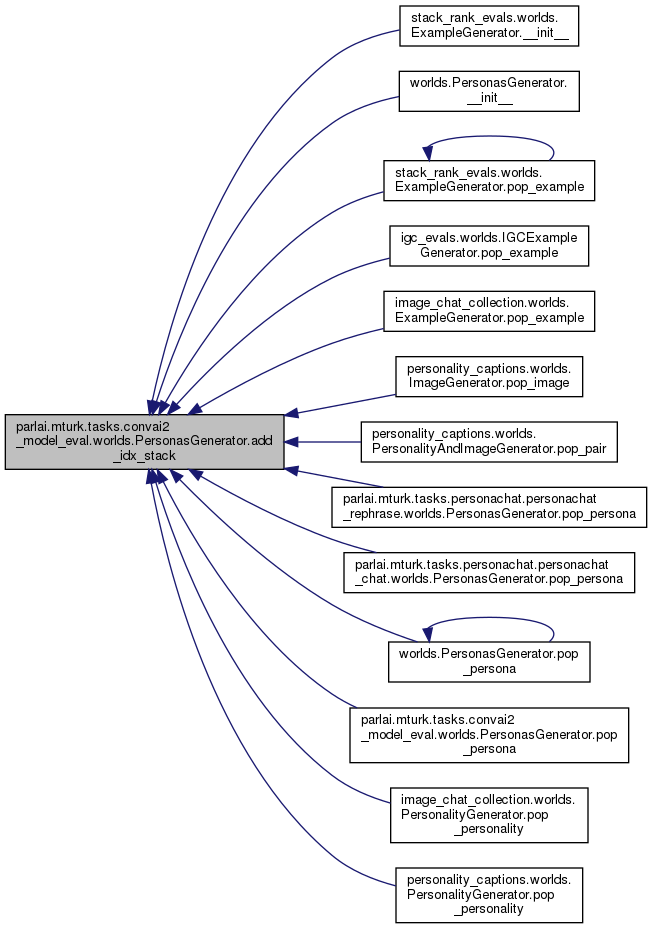 stack_rank_evals.worlds.
ExampleGenerator.__init__
worlds.PersonasGenerator.
__init__
stack_rank_evals.worlds.
ExampleGenerator.pop_example
igc_evals.worlds.IGCExample
Generator.pop_example
image_chat_collection.worlds.
ExampleGenerator.pop_example
personality_captions.worlds.
ImageGenerator.pop_image
parlai.mturk.tasks.convai2
_model_eval.worlds.PersonasGenerator.add
_idx_stack
personality_captions.worlds.
PersonalityAndImageGenerator.pop_pair
parlai.mturk.tasks.personachat.personachat
_rephrase.worlds.PersonasGenerator.pop_persona
parlai.mturk.tasks.personachat.personachat
_chat.worlds.PersonasGenerator.pop_persona
worlds.PersonasGenerator.pop
_persona
parlai.mturk.tasks.convai2
_model_eval.worlds.PersonasGenerator.pop
_persona
image_chat_collection.worlds.
PersonalityGenerator.pop
_personality
personality_captions.worlds.
PersonalityGenerator.pop
_personality